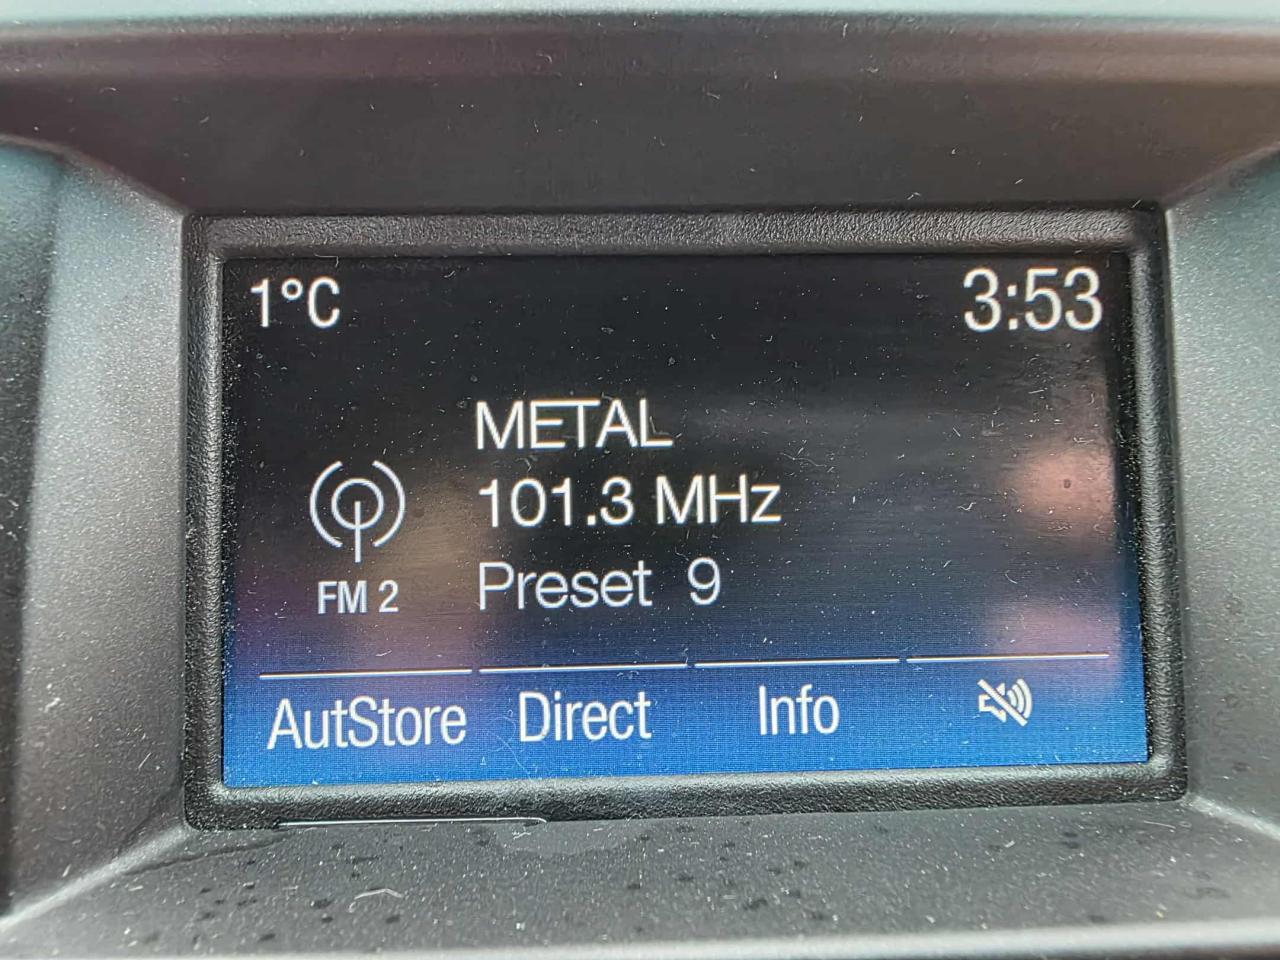 1°C 3:53
METAL
101.3 MHz
FM 2 Preset 9
AutStore Direct Info